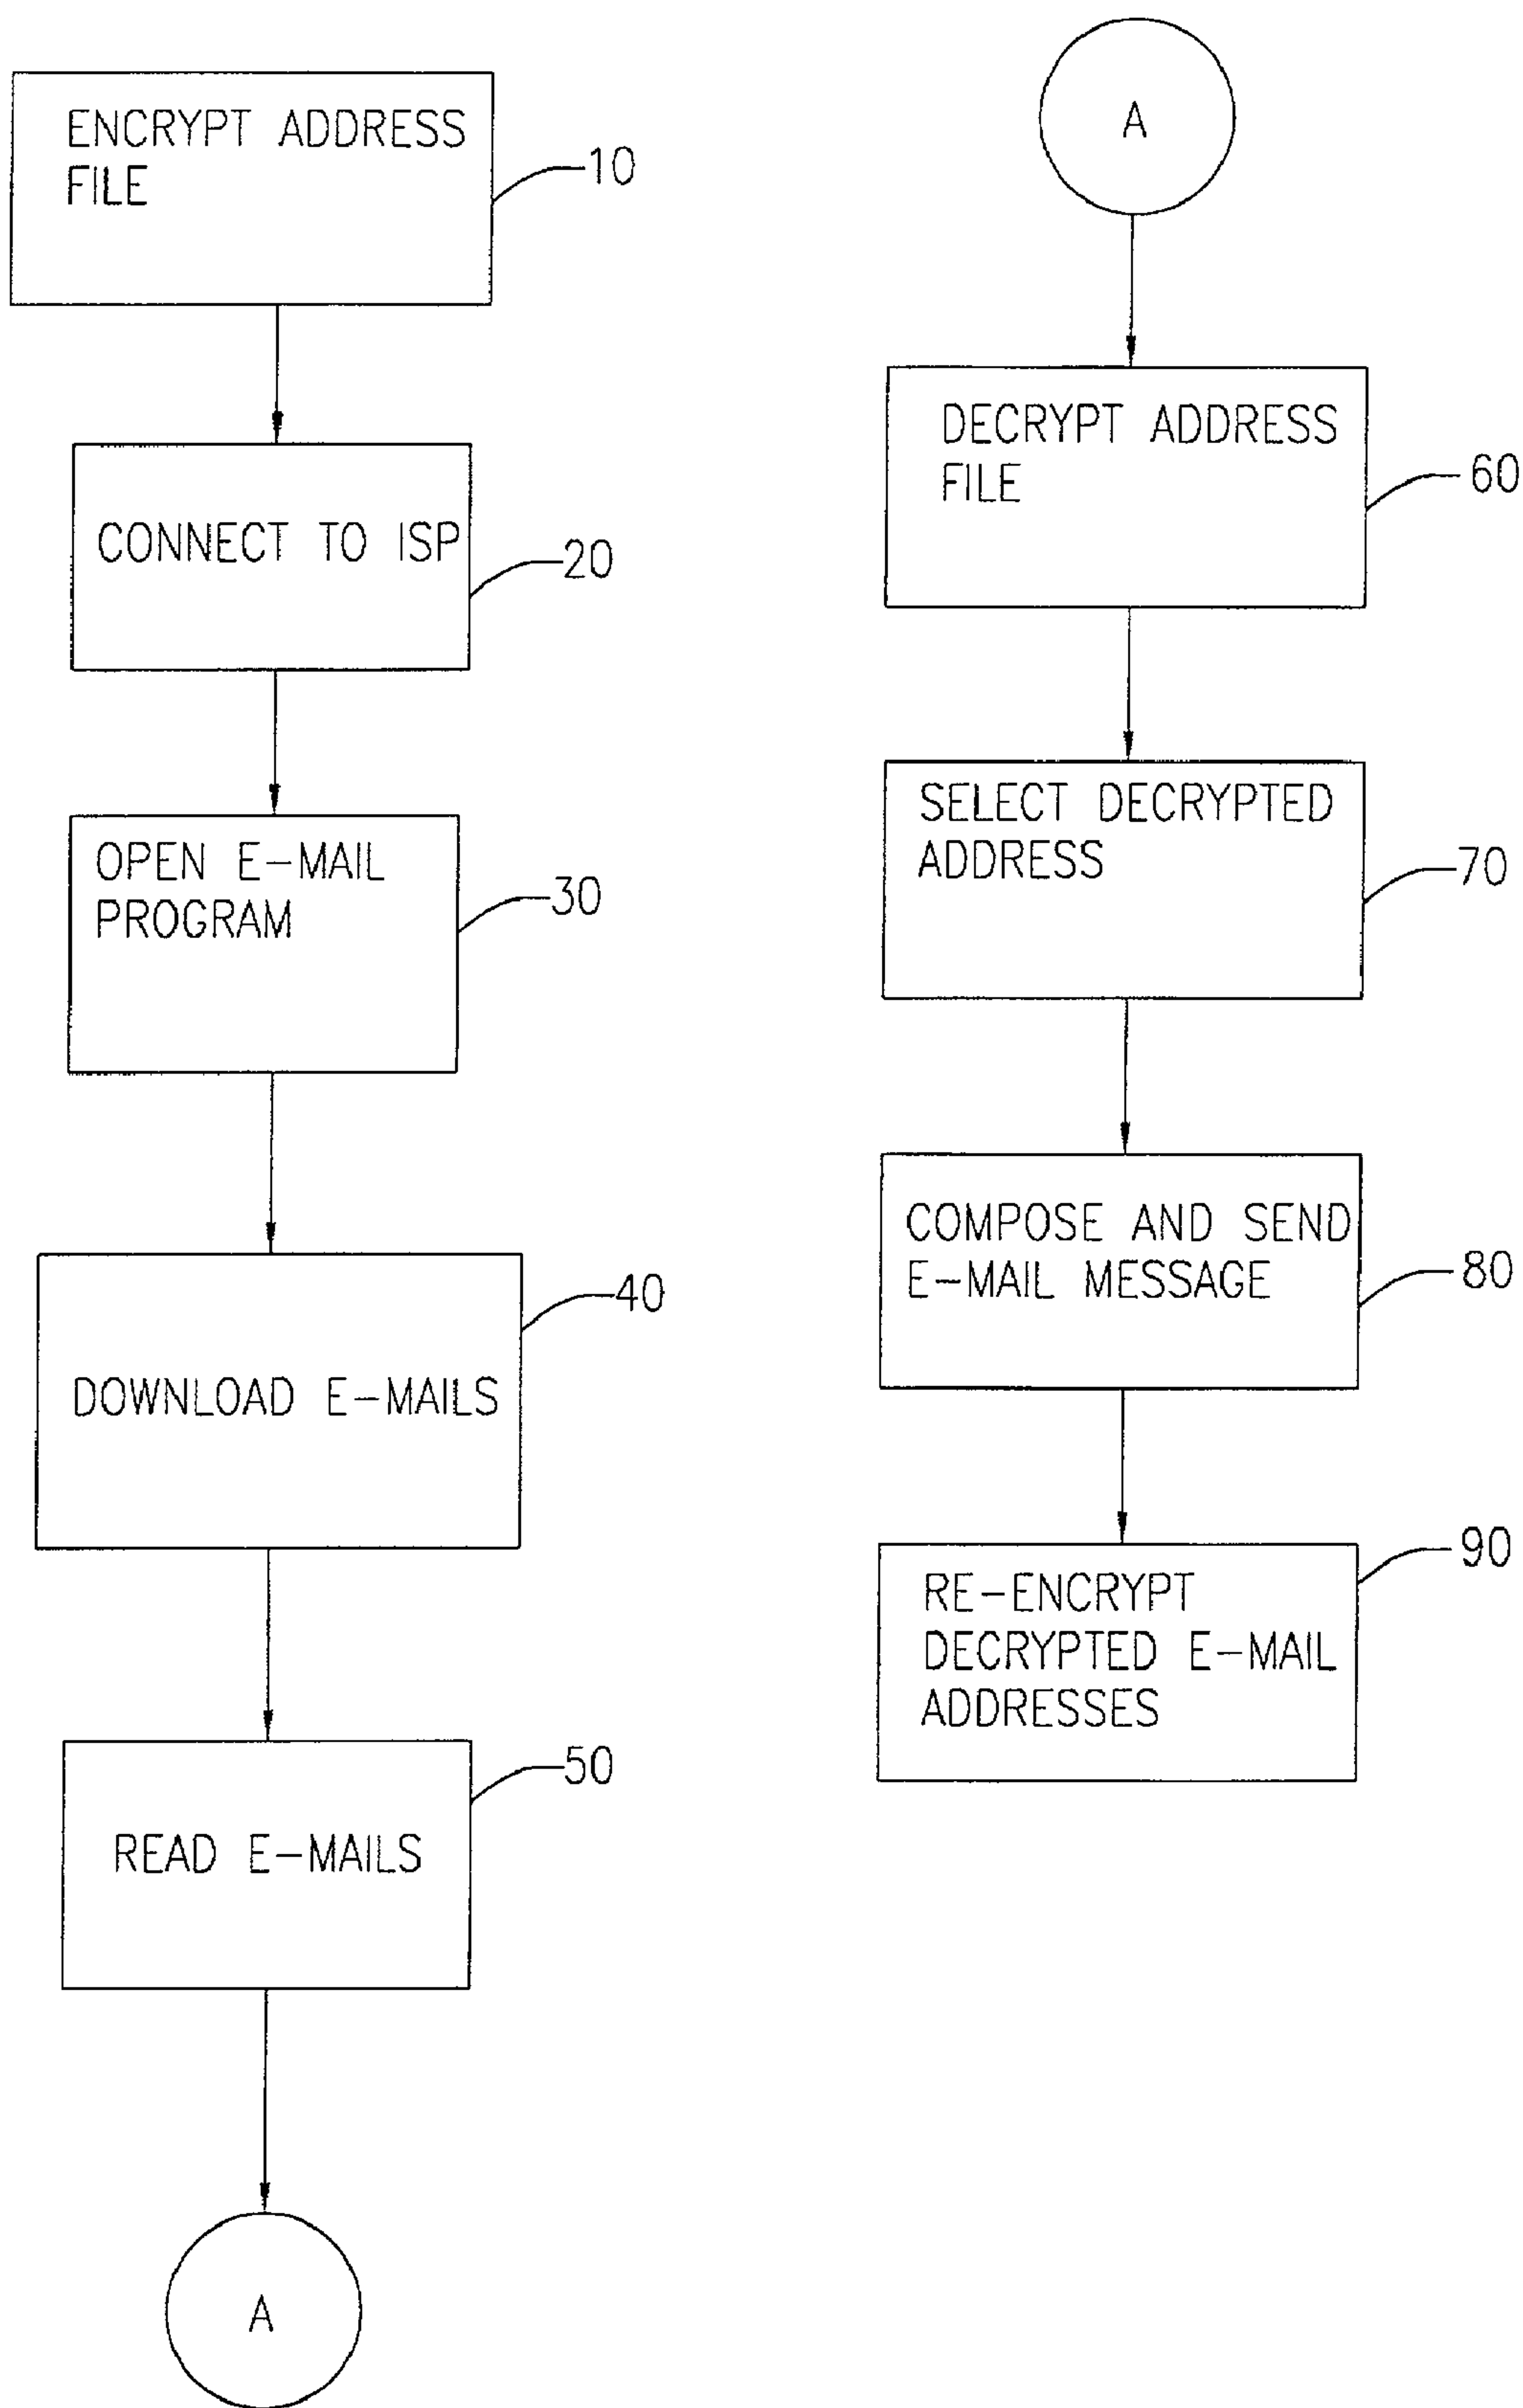 ENCRYPT ADDRESS
FILE
10
CONNECT TO ISP
20
OPEN E-MAIL
PROGRAM
30
40
DOWNLOAD E-MAILS
50
READ E-MAILS
A
A
DECRYPT ADDRESS
FILE
60
SELECT DECRYPTED
ADDRESS
70
COMPOSE AND SEND
E-MAIL MESSAGE
80
90
RE-ENCRYPT
DECRYPTED E-MAIL
ADDRESSES